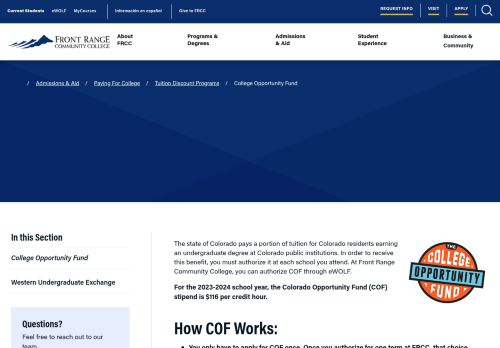 Current Students eWOLF MyCourses Información en español Give to FRCC REQUEST INFO VISIT APPLY
FRONT RANGE
COMMUNITY COLLEGE
About
FRCC
Programs &
Degrees
Admissions
& Aid
Student
Experience
Business &
Community
/ Admissions & Aid / Paying For College / Tuition Discount Programs / College Opportunity Fund
In this Section
College Opportunity Fund
Western Undergraduate Exchange
Questions?
Feel free to reach out to our
team.
The state of Colorado pays a portion of tuition for Colorado residents earning
an undergraduate degree at Colorado public institutions. In order to receive
this benefit, you must authorize it at each school you attend. At Front Range
Community College, you can authorize COF through eWOLF.
For the 2023-2024 school year, the Colorado Opportunity Fund (COF)
stipend is $116 per credit hour.
THE
COLLEGE
OPPORTUNITY
FUND
How COF Works:
• You only have to apply for COF once. Once you authorize for one term at FRCC, that choice